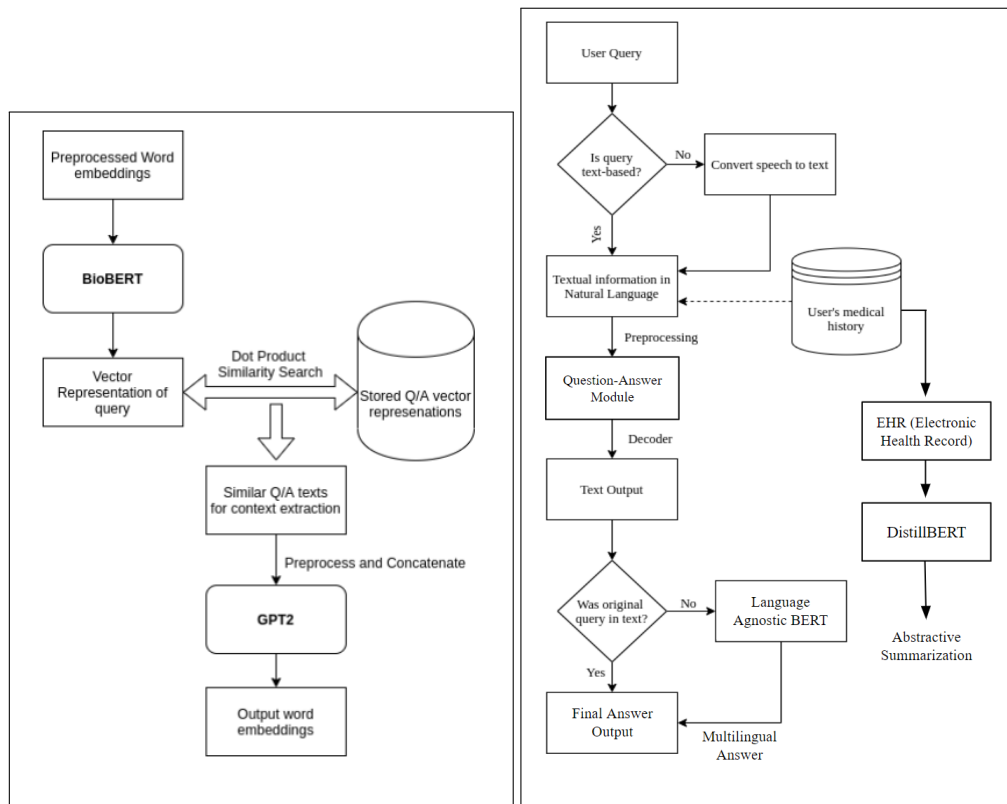 Preprocessed Word
embeddings
BioBERT
Vector
Representation of
query
Dot Product
Similarity Search
Stored Q/A vector
represenations
Similar Q/A texts
for context extraction
Preprocess and Concatenate
GPT2
Output word
embeddings
User Query
Is query
text-based?
No
Convert speech to text
Yes
Textual information in
Natural Language
User's medical
history
Preprocessing
Question-Answer
Module
Decoder
EHR (Electronic
Health Record)
Text Output
DistillBERT
Was original
query in text?
No
Language
Agnostic BERT
Abstractive
Summarization
Yes
Final Answer
Output
Multilingual
Answer